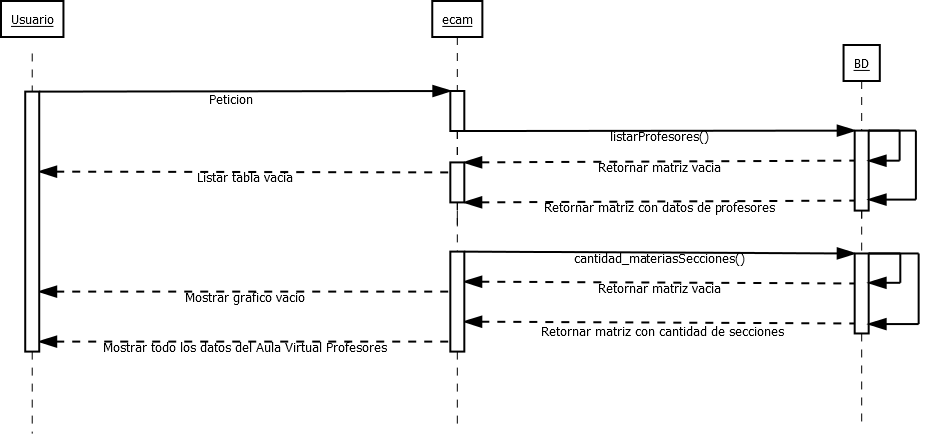 Usuario
ecam
BD
Peticion
listarProfesores()
Retornar matriz vacia
Listar tabla vacia
Retornar matriz con datos de profesores
cantidad_materiasSecciones()
Retornar matriz vacia
Mostrar grafico vacio
Retornar matriz con cantidad de secciones
Mostrar todo los datos del Aula Virtual Profesores